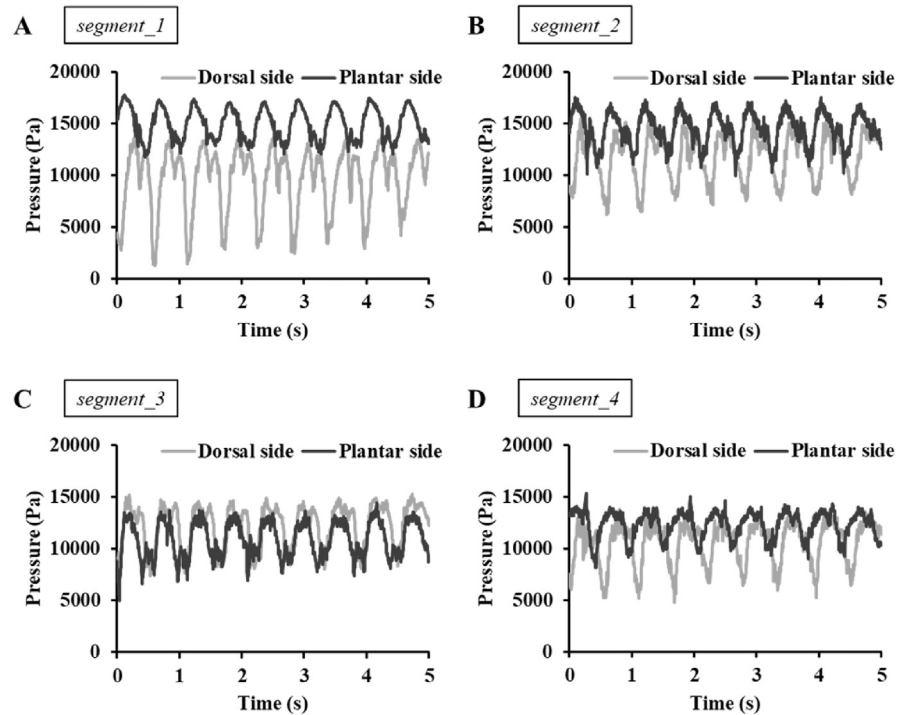 A segment_1
20000
Dorsal side Plantar side
15000
10000
5000
0
Pressure (Pa)
0 1 2 3 4 5
Time (s)
B segment_2
20000
Dorsal side Plantar side
15000
10000
5000
0
Pressure (Pa)
0 1 2 3 4 5
Time (s)
C segment_3
20000
Dorsal side Plantar side
15000
10000
5000
0
Pressure (Pa)
0 1 2 3 4 5
Time (s)
D segment_4
20000
Dorsal side Plantar side
15000
10000
5000
0
Pressure (Pa)
0 1 2 3 4 5
Time (s)